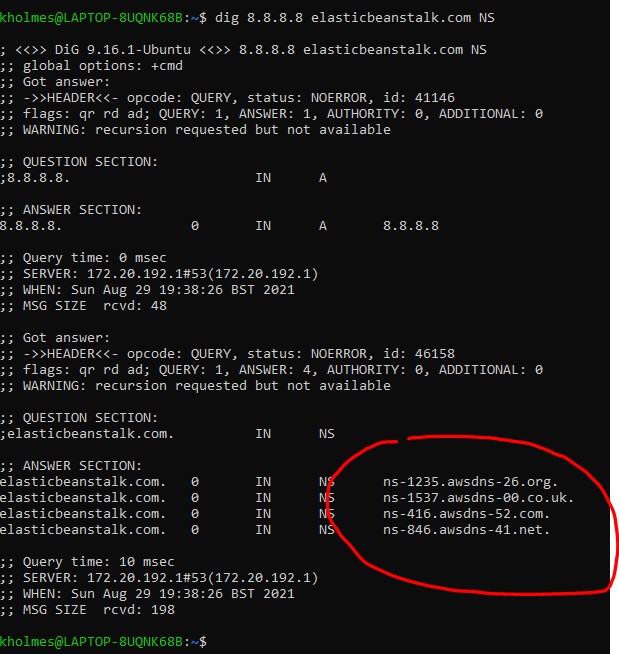 kholmes@LAPTOP-8UQNK68B:~$ dig 8.8.8.8 elasticbeanstalk.com NS
; <<>> DiG 9.16.1-Ubuntu <<>> 8.8.8.8 elasticbeanstalk.com NS
;; global options: +cmd
;; Got answer:
;; ->>HEADER<<- opcode: QUERY, status: NOERROR, id: 41146
;; flags: qr rd ad; QUERY: 1, ANSWER: 1, AUTHORITY: 0, ADDITIONAL: 0
;; WARNING: recursion requested but not available
;; QUESTION SECTION:
;8.8.8.8. IN A
;; ANSWER SECTION:
8.8.8.8. 0 IN A 8.8.8.8
;; Query time: 0 msec
;; SERVER: 172.20.192.1#53(172.20.192.1)
;; WHEN: Sun Aug 29 19:38:26 BST 2021
;; MSG SIZE rcvd: 48
;; Got answer:
;; ->>HEADER<<- opcode: QUERY, status: NOERROR, id: 46158
;; flags: qr rd ad; QUERY: 1, ANSWER: 4, AUTHORITY: 0, ADDITIONAL: 0
;; WARNING: recursion requested but not available
;; QUESTION SECTION:
;elasticbeanstalk.com. IN NS
;; ANSWER SECTION:
elasticbeanstalk.com. 0 IN NS ns-1235.awsdns-26.org.
elasticbeanstalk.com. 0 IN NS ns-1537.awsdns-00.co.uk.
elasticbeanstalk.com. 0 IN NS ns-416.awsdns-52.com.
elasticbeanstalk.com. 0 IN NS ns-846.awsdns-41.net.
;; Query time: 10 msec
;; SERVER: 172.20.192.1#53(172.20.192.1)
;; WHEN: Sun Aug 29 19:38:26 BST 2021
;; MSG SIZE rcvd: 198
kholmes@LAPTOP-8UQNK68B:~$